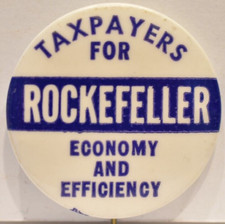 TAXPAYERS
FOR
ROCKEFELLER
ECONOMY
AND
EFFICIENCY